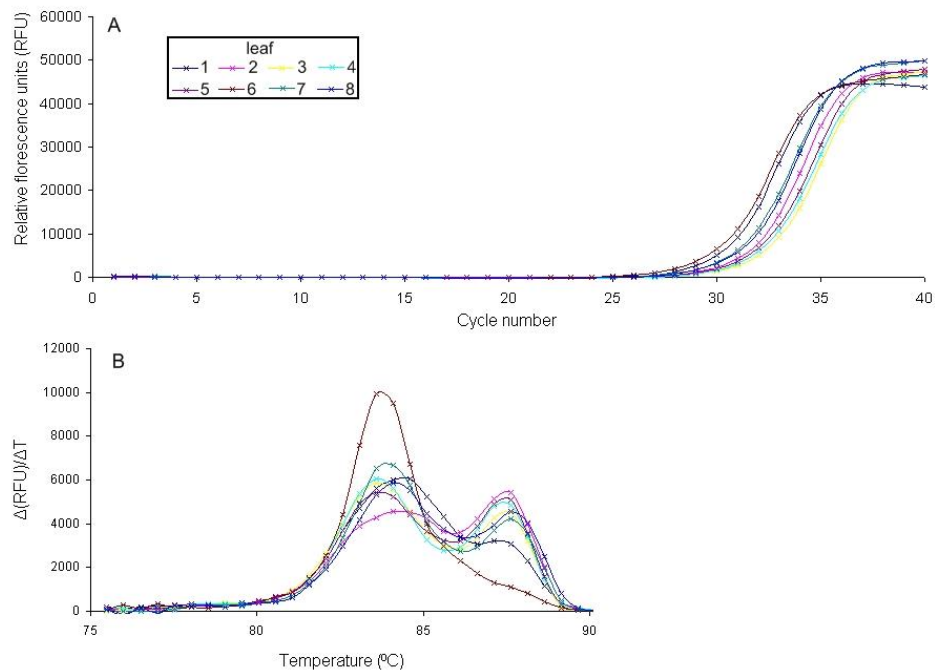 A
Relative florescence units (RFU)
60000
50000
40000
30000
20000
10000
0
leaf
1 2 3 4
5 6 7 8
0 5 10 15 20 25 30 35 40
Cycle number
B
Δ(RFU)/ΔT
12000
10000
8000
6000
4000
2000
0
75 80 85 90
Temperature (ºC)